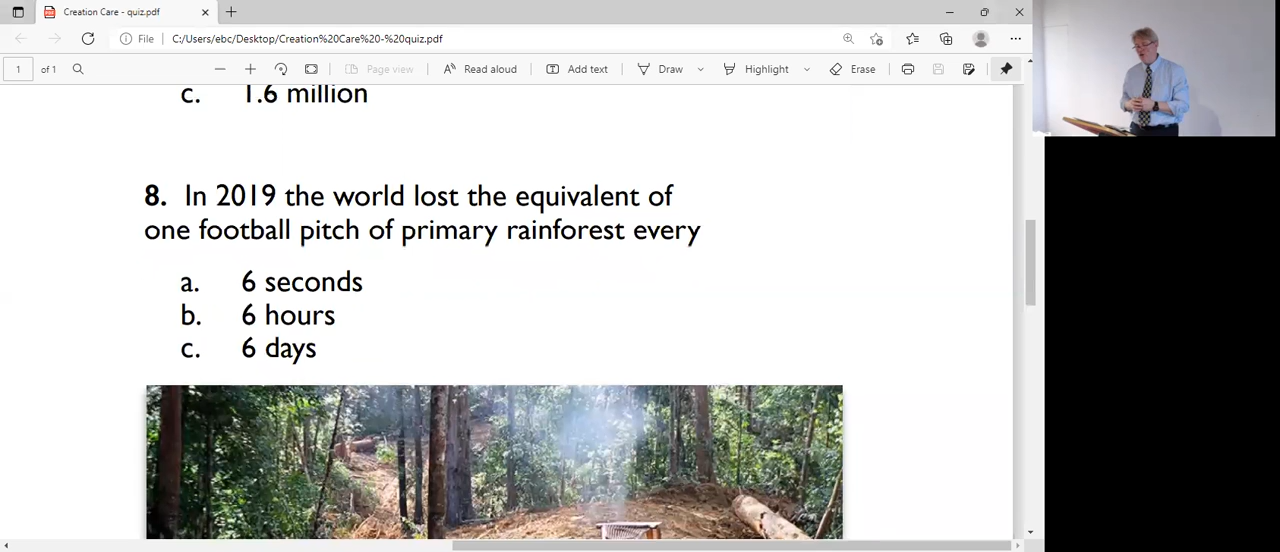 Creation Care - quiz.pdf
File C:/Users/ebc/Desktop/Creation%20Care%20-%20quiz.pdf
1 of 1 Page view Read aloud Add text Draw Highlight Erase
c. 1.6 million
8. In 2019 the world lost the equivalent of
one football pitch of primary rainforest every
a. 6 seconds
b. 6 hours
c. 6 days